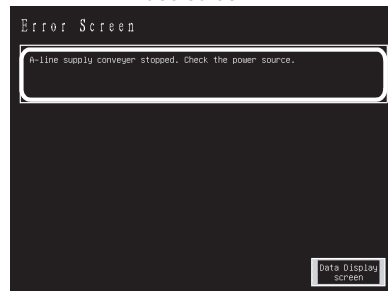 Error Screen
A-line supply conveyer stopped. Check the power source.
Data Display
screen